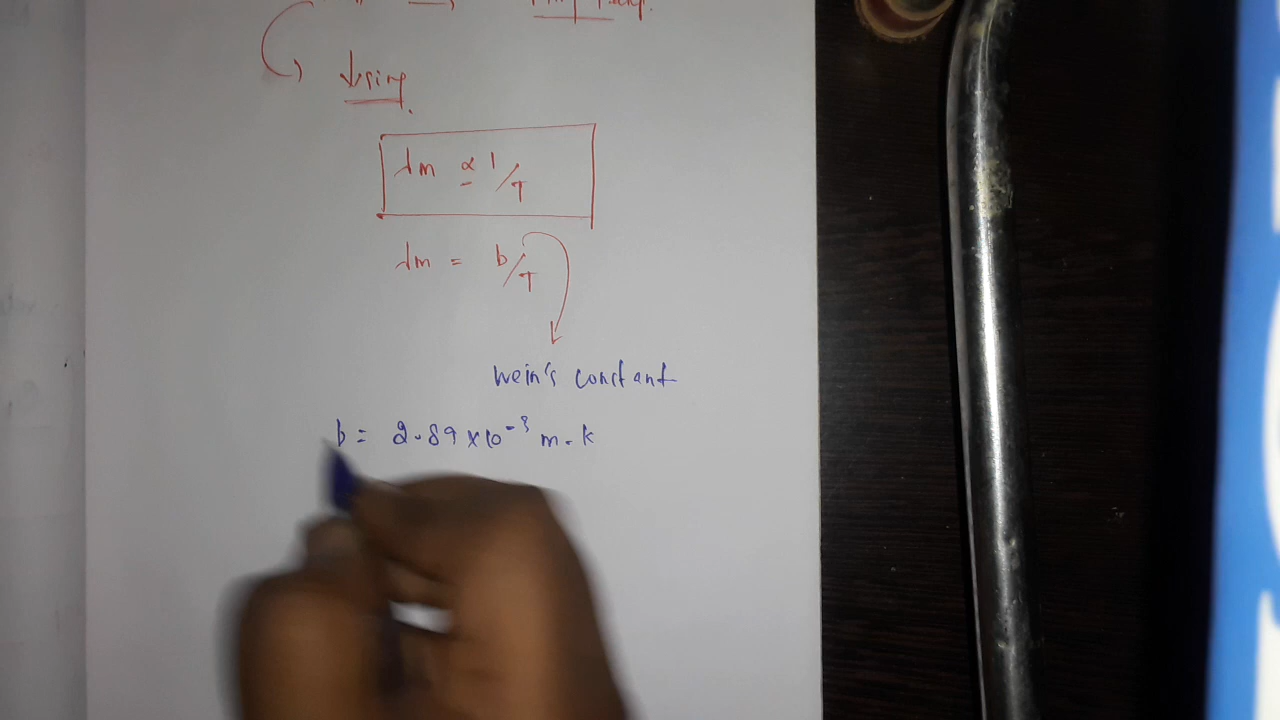 Using.
λm ∝ 1/T
λm = b/T
wein's constant
b = 2.89 x 10⁻³ m - k